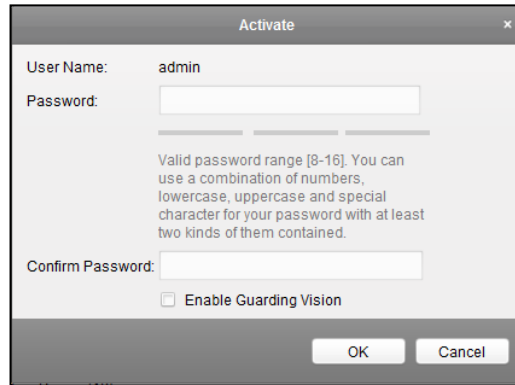 Activate ×
User Name: admin
Password:
Valid password range [8-16]. You can
use a combination of numbers,
lowercase, uppercase and special
character for your password with at least
two kinds of them contained.
Confirm Password:
Enable Guarding Vision
OK Cancel